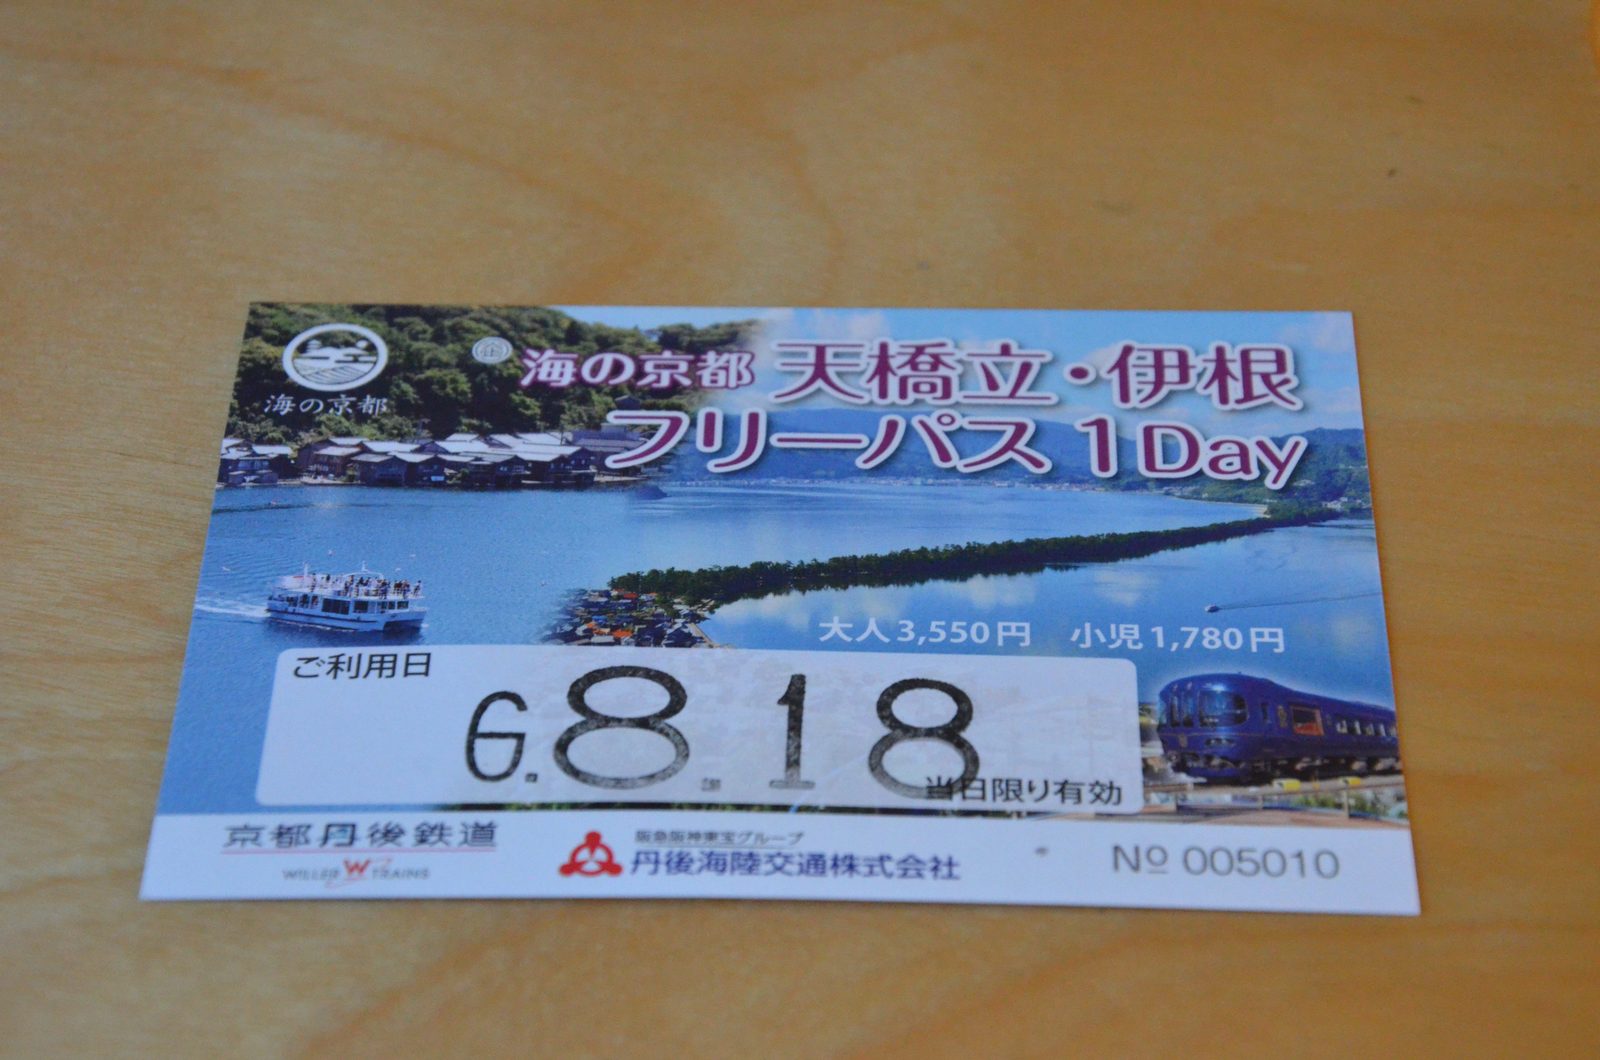 海の京都
金 海の京都 天橋立・伊根
フリーパス 1Day
大人3,550円 小児1,780円
ご利用日
6.8.18
当日限り有効
京都丹後鉄道
WILLER TRAINS
阪急阪神東宝グループ
丹後海陸交通株式会社
№ 005010